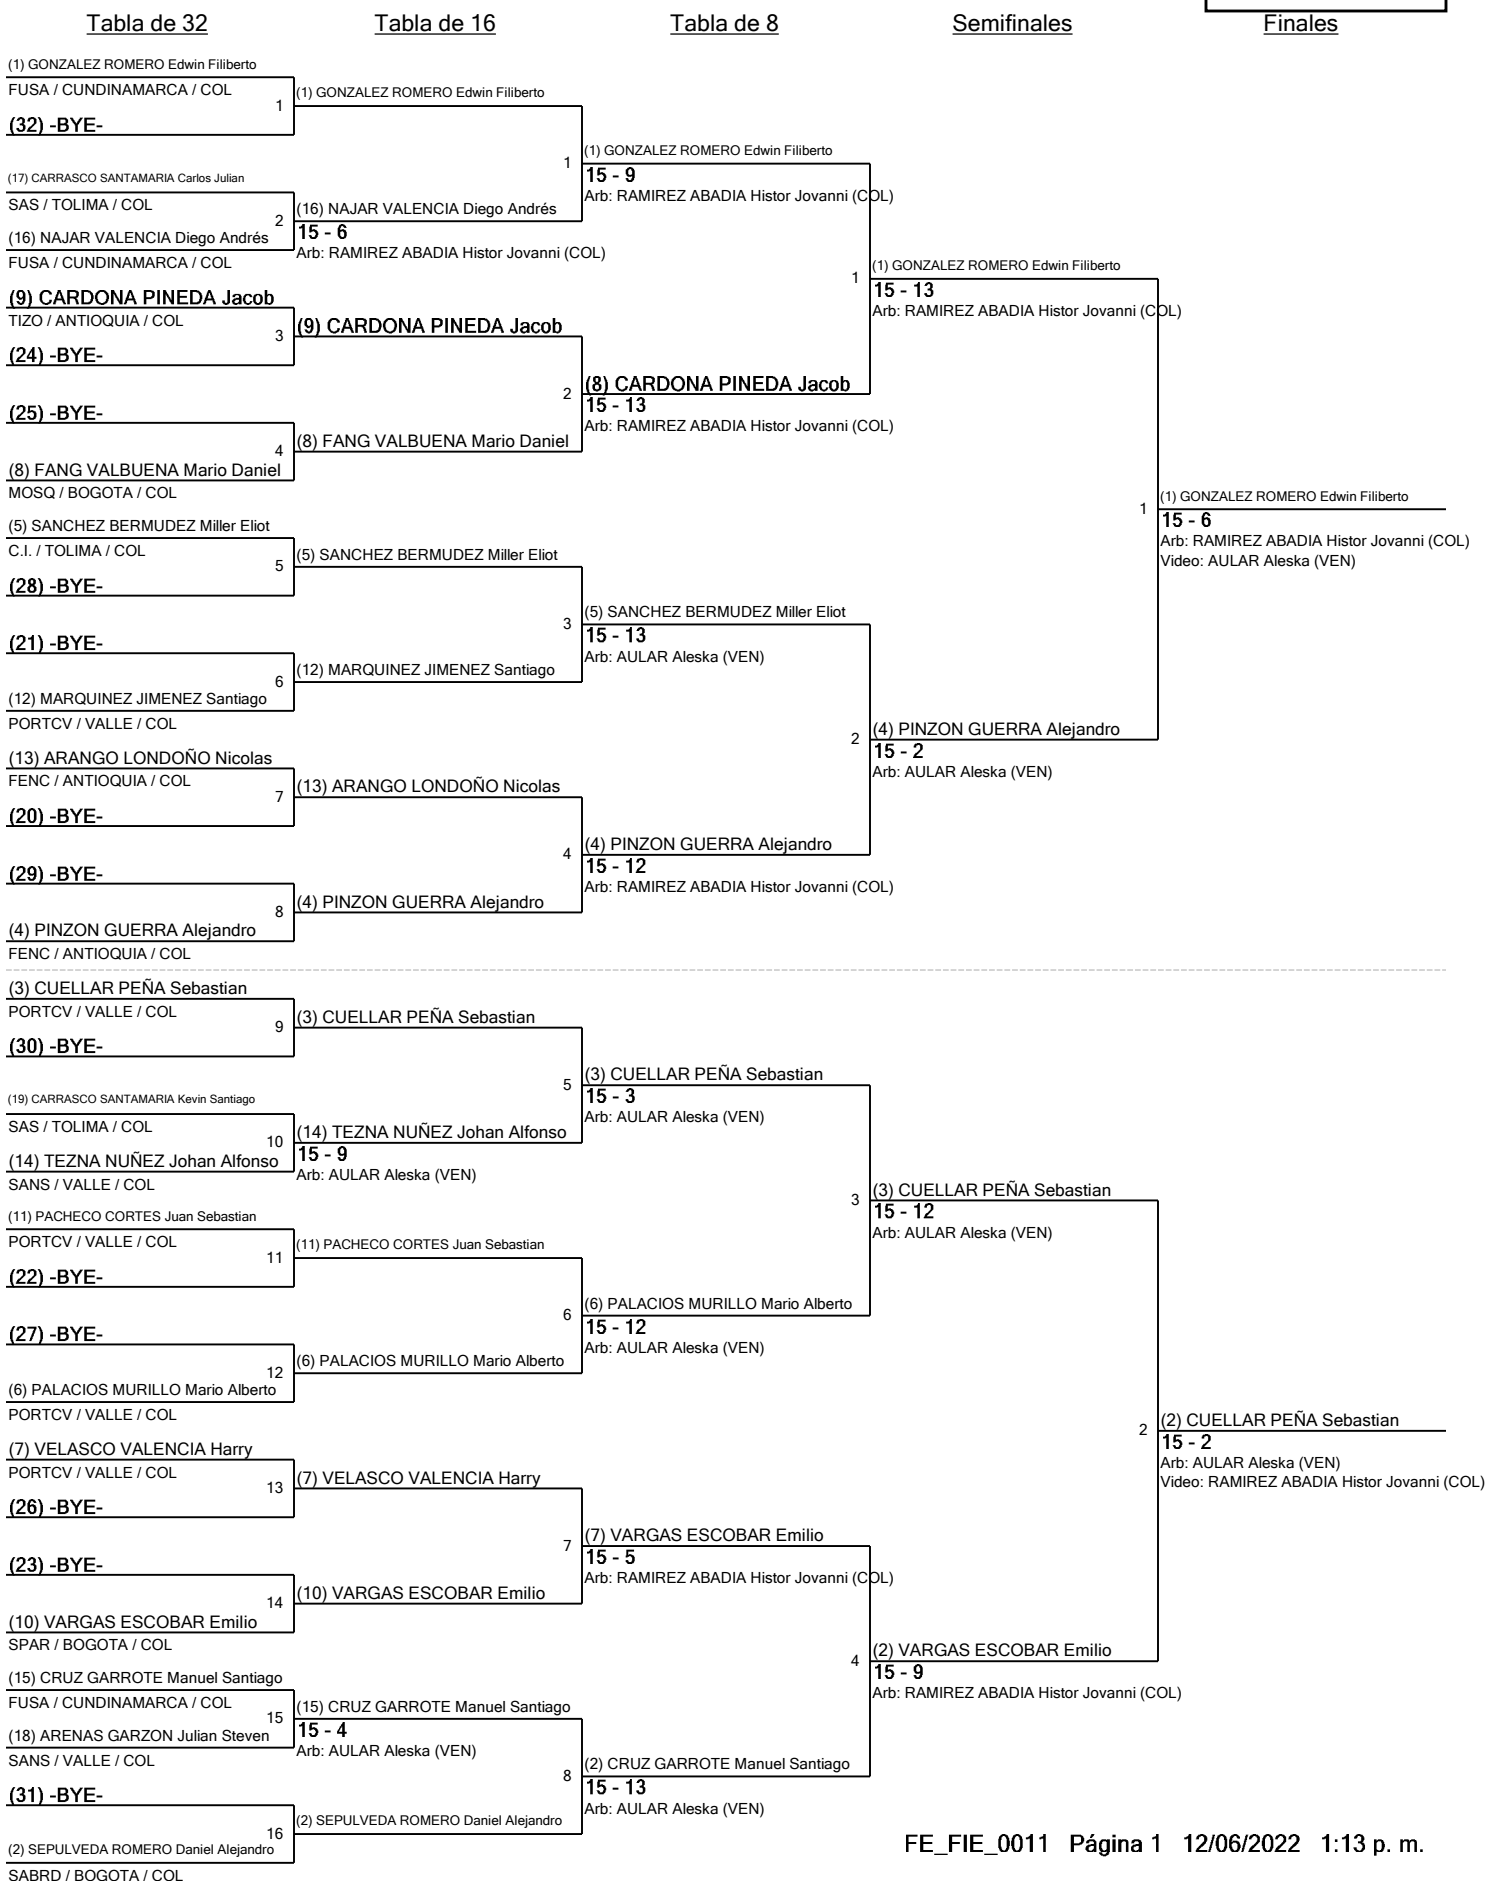 Tabla de 32
Tabla de 16
Tabla de 8
Semifinales
Finales
(1) GONZALEZ ROMERO Edwin Filiberto
FUSA / CUNDINAMARCA / COL
1
(32) -BYE-
(17) CARRASCO SANTAMARIA Carlos Julian
SAS / TOLIMA / COL
2
(16) NAJAR VALENCIA Diego Andrés
FUSA / CUNDINAMARCA / COL
(9) CARDONA PINEDA Jacob
TIZO / ANTIOQUIA / COL
3
(24) -BYE-
(25) -BYE-
4
(8) FANG VALBUENA Mario Daniel
MOSQ / BOGOTA / COL
(5) SANCHEZ BERMUDEZ Miller Eliot
C.I. / TOLIMA / COL
5
(28) -BYE-
(21) -BYE-
6
(12) MARQUINEZ JIMENEZ Santiago
PORTCV / VALLE / COL
(13) ARANGO LONDOÑO Nicolas
FENC / ANTIOQUIA / COL
7
(20) -BYE-
(29) -BYE-
8
(4) PINZON GUERRA Alejandro
FENC / ANTIOQUIA / COL
(3) CUELLAR PEÑA Sebastian
PORTCV / VALLE / COL
9
(30) -BYE-
(19) CARRASCO SANTAMARIA Kevin Santiago
SAS / TOLIMA / COL
10
(14) TEZNA NUÑEZ Johan Alfonso
SANS / VALLE / COL
(11) PACHECO CORTES Juan Sebastian
PORTCV / VALLE / COL
11
(22) -BYE-
(27) -BYE-
12
(6) PALACIOS MURILLO Mario Alberto
PORTCV / VALLE / COL
(7) VELASCO VALENCIA Harry
PORTCV / VALLE / COL
13
(26) -BYE-
(23) -BYE-
14
(10) VARGAS ESCOBAR Emilio
SPAR / BOGOTA / COL
(15) CRUZ GARROTE Manuel Santiago
FUSA / CUNDINAMARCA / COL
15
(18) ARENAS GARZON Julian Steven
SANS / VALLE / COL
(31) -BYE-
16
(2) SEPULVEDA ROMERO Daniel Alejandro
SABRD / BOGOTA / COL
(1) GONZALEZ ROMERO Edwin Filiberto
1
(16) NAJAR VALENCIA Diego Andrés
15 - 6
Arb: RAMIREZ ABADIA Histor Jovanni (COL)
(9) CARDONA PINEDA Jacob
2
(8) FANG VALBUENA Mario Daniel
(5) SANCHEZ BERMUDEZ Miller Eliot
3
(12) MARQUINEZ JIMENEZ Santiago
(13) ARANGO LONDOÑO Nicolas
4
(4) PINZON GUERRA Alejandro
(3) CUELLAR PEÑA Sebastian
5
(14) TEZNA NUÑEZ Johan Alfonso
15 - 9
Arb: AULAR Aleska (VEN)
(11) PACHECO CORTES Juan Sebastian
6
(6) PALACIOS MURILLO Mario Alberto
(7) VELASCO VALENCIA Harry
7
(10) VARGAS ESCOBAR Emilio
(15) CRUZ GARROTE Manuel Santiago
15 - 4
Arb: AULAR Aleska (VEN)
8
(2) SEPULVEDA ROMERO Daniel Alejandro
(1) GONZALEZ ROMERO Edwin Filiberto
15 - 9
Arb: RAMIREZ ABADIA Histor Jovanni (COL)
1
(8) CARDONA PINEDA Jacob
15 - 13
Arb: RAMIREZ ABADIA Histor Jovanni (COL)
(5) SANCHEZ BERMUDEZ Miller Eliot
15 - 13
Arb: AULAR Aleska (VEN)
2
(4) PINZON GUERRA Alejandro
15 - 12
Arb: RAMIREZ ABADIA Histor Jovanni (COL)
(3) CUELLAR PEÑA Sebastian
15 - 3
Arb: AULAR Aleska (VEN)
3
(6) PALACIOS MURILLO Mario Alberto
15 - 12
Arb: AULAR Aleska (VEN)
(7) VARGAS ESCOBAR Emilio
15 - 5
Arb: RAMIREZ ABADIA Histor Jovanni (COL)
4
(2) CRUZ GARROTE Manuel Santiago
15 - 13
Arb: AULAR Aleska (VEN)
(1) GONZALEZ ROMERO Edwin Filiberto
15 - 13
Arb: RAMIREZ ABADIA Histor Jovanni (COL)
1
(4) PINZON GUERRA Alejandro
15 - 2
Arb: AULAR Aleska (VEN)
(3) CUELLAR PEÑA Sebastian
15 - 12
Arb: AULAR Aleska (VEN)
2
(2) VARGAS ESCOBAR Emilio
15 - 9
Arb: RAMIREZ ABADIA Histor Jovanni (COL)
(1) GONZALEZ ROMERO Edwin Filiberto
15 - 6
Arb: RAMIREZ ABADIA Histor Jovanni (COL)
Video: AULAR Aleska (VEN)
(2) CUELLAR PEÑA Sebastian
15 - 2
Arb: AULAR Aleska (VEN)
Video: RAMIREZ ABADIA Histor Jovanni (COL)
FE_FIE_0011 Página 1 12/06/2022 1:13 p. m.